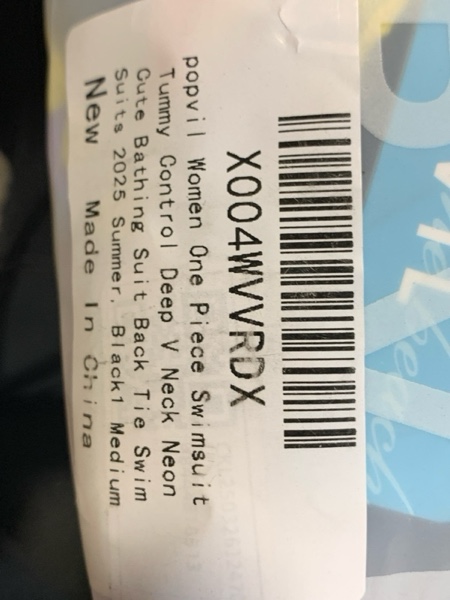 X004WVVRDX
popvil Women One Piece Swimsuit
Tummy Control Deep V Neck Neon
Cute Bathing Suit Back Tie Swim
Suits 2025 Summer, Black1 Medium
New Made In China
beach